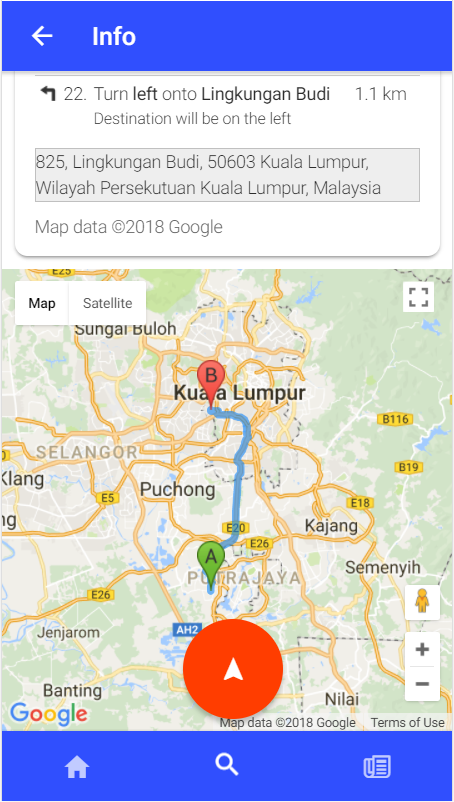 Info
22. Turn left onto Lingkungan Budi 1.1 km
Destination will be on the left
825, Lingkungan Budi, 50603 Kuala Lumpur,
Wilayah Persekutuan Kuala Lumpur, Malaysia
Map data ©2018 Google
E25
Map Satellite
Sungai Buloh
B
Kuala Lumpur
B116
SELANGOR
B19
Klang
Puchong
E5
E18
ng
E20
Kajang
E26
A
PUTRAJAYA
Semenyih
E26
AH2
Jenjarom
+
Banting
−
Nilai
Google
Map data ©2018 Google Terms of Use